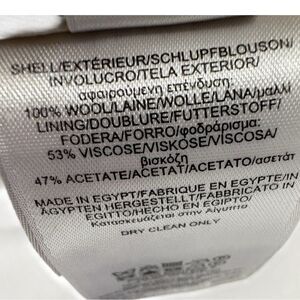 SHELL/EXTÉRIEUR/SCHLUPFBLOUSON/
INVOLUCRO/TELA EXTERIOR/
αφαιρούμενη επένδυση:
100% WOOL/LAINE/WOLLE/LANA/μαλλί
LINING/DOUBLURE/FUTTERSTOFF/
FODERA/FORRO/φοδράρισμα:
53% VISCOSE/VISKOSE/VISCOSA/
βισκόζη
47% ACETATE/ACETAT/ACETATO/ασετάτ
MADE IN EGYPT/FABRIQUE EN EGYPTE/IN
ÄGYPTEN HERGESTELLT/FABBRICATO IN
EGITTO/HECHO EN EGIPTO/
Κατασκευάζεται στην Αίγυπτο
DRY CLEAN ONLY